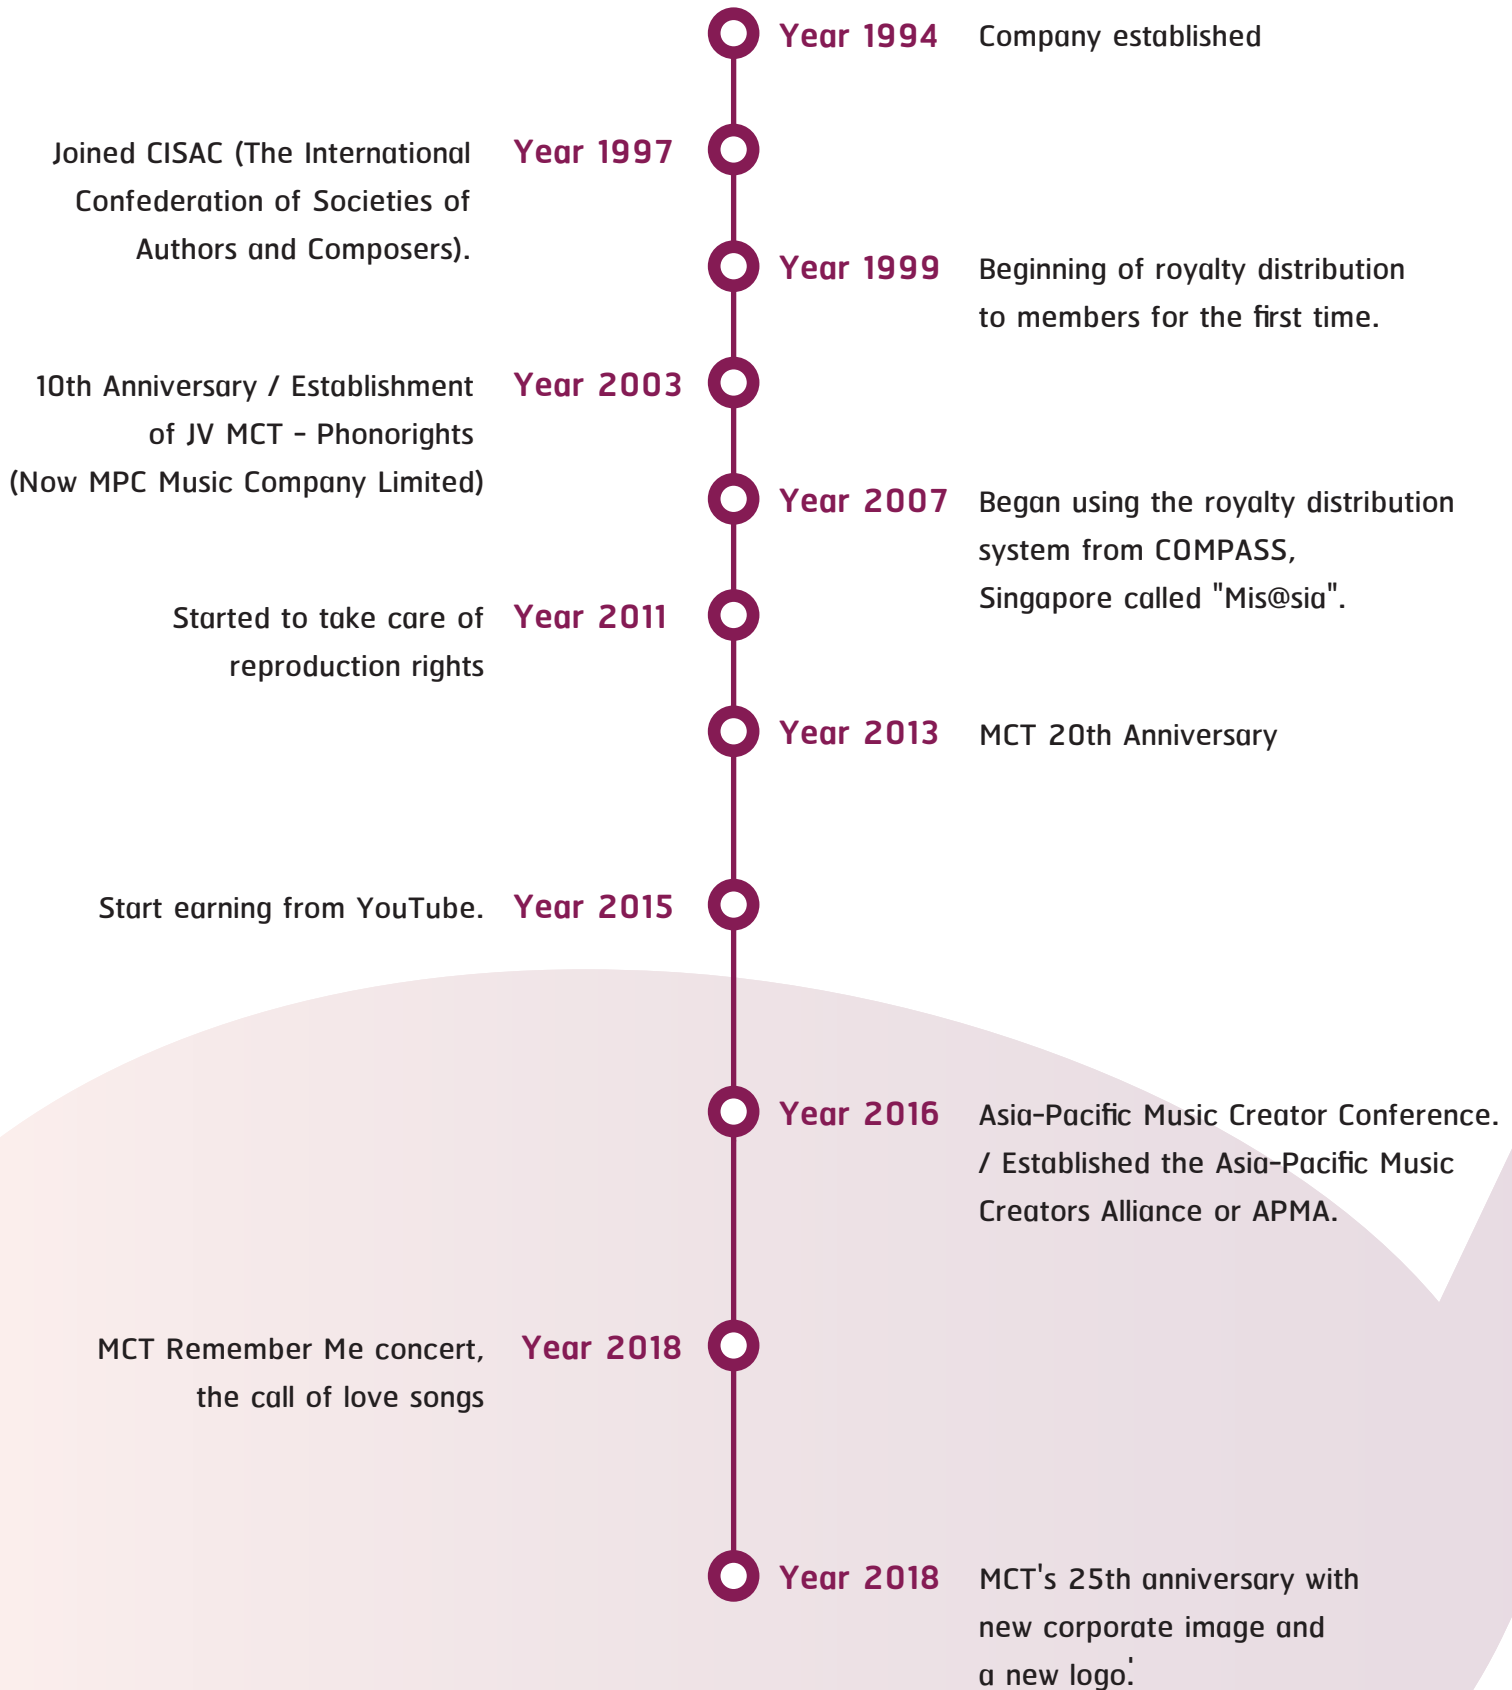 Year 1994 Company established
Year 1997
Joined CISAC (The International
Confederation of Societies of
Authors and Composers).
Year 1999
Beginning of royalty distribution
to members for the first time.
Year 2003
10th Anniversary / Establishment
of JV MCT - Phonorights
(Now MPC Music Company Limited)
Year 2007
Began using the royalty distribution
system from COMPASS,
Singapore called "Mis@sia".
Year 2011
Started to take care of
reproduction rights
Year 2013 MCT 20th Anniversary
Start earning from YouTube. Year 2015
Year 2016
Asia-Pacific Music Creator Conference.
/ Established the Asia-Pacific Music
Creators Alliance or APMA.
Year 2018
MCT Remember Me concert,
the call of love songs
Year 2018
MCT's 25th anniversary with
new corporate image and
a new logo.'